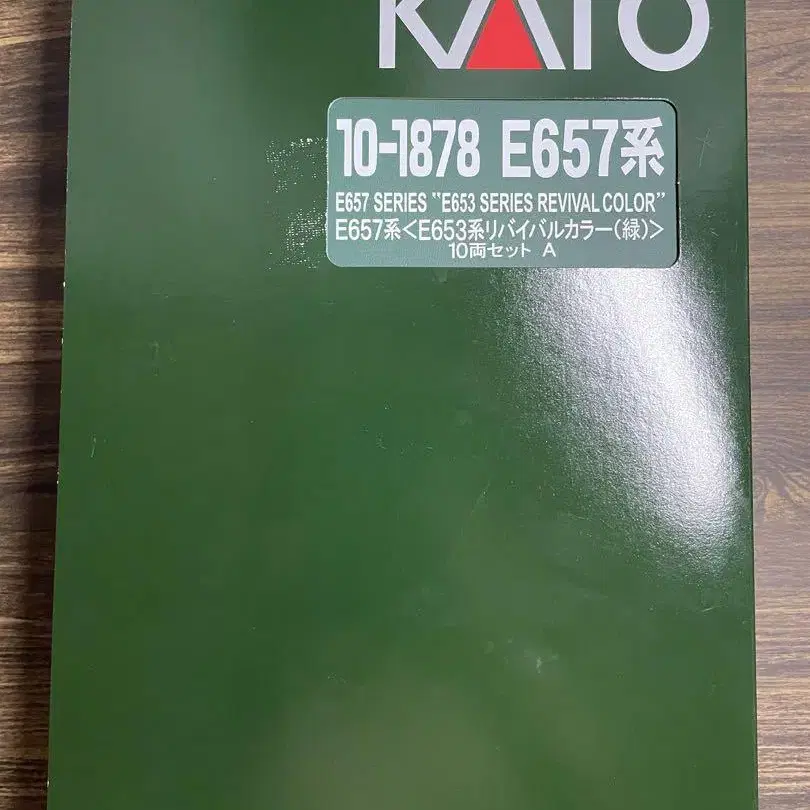 KATO
10-1878 E657系
E657 SERIES "E653 SERIES REVIVAL COLOR"
E657系<E653系リバイバルカラー(緑)>
10両セット A